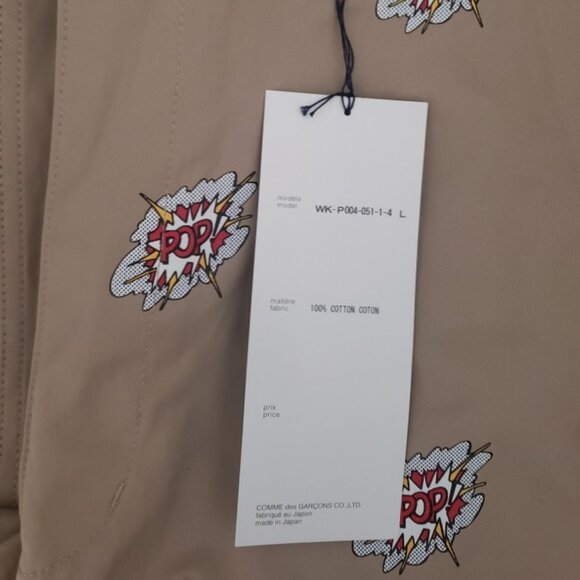 POP!
POP!
modèle
model
WK-P004-051-1-4 L
matière
fabric
100% COTTON COTON
prix
price
POP!
COMME des GARÇONS CO.,LTD.
fabriqué au Japon
made in Japan